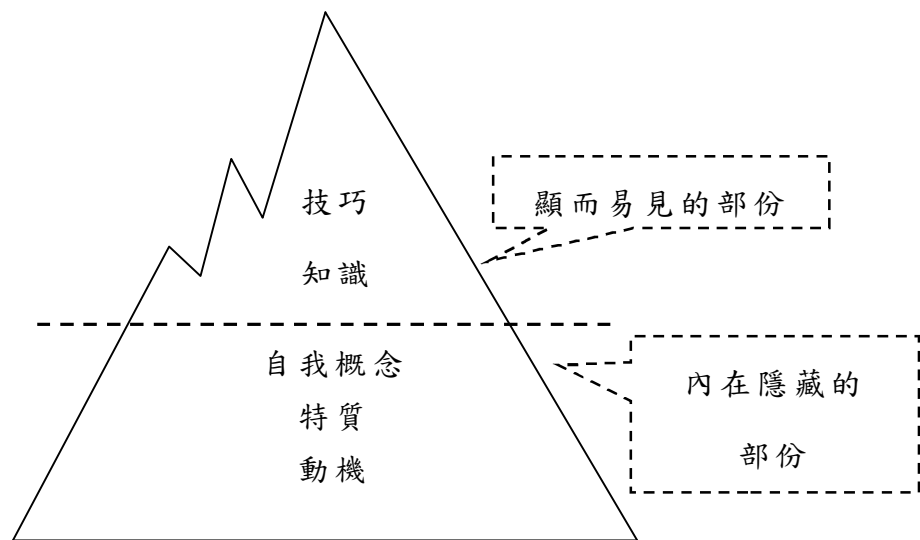 技巧
顯而易見的部份
知識
自我概念
特質
動機
內在隱藏的
部份